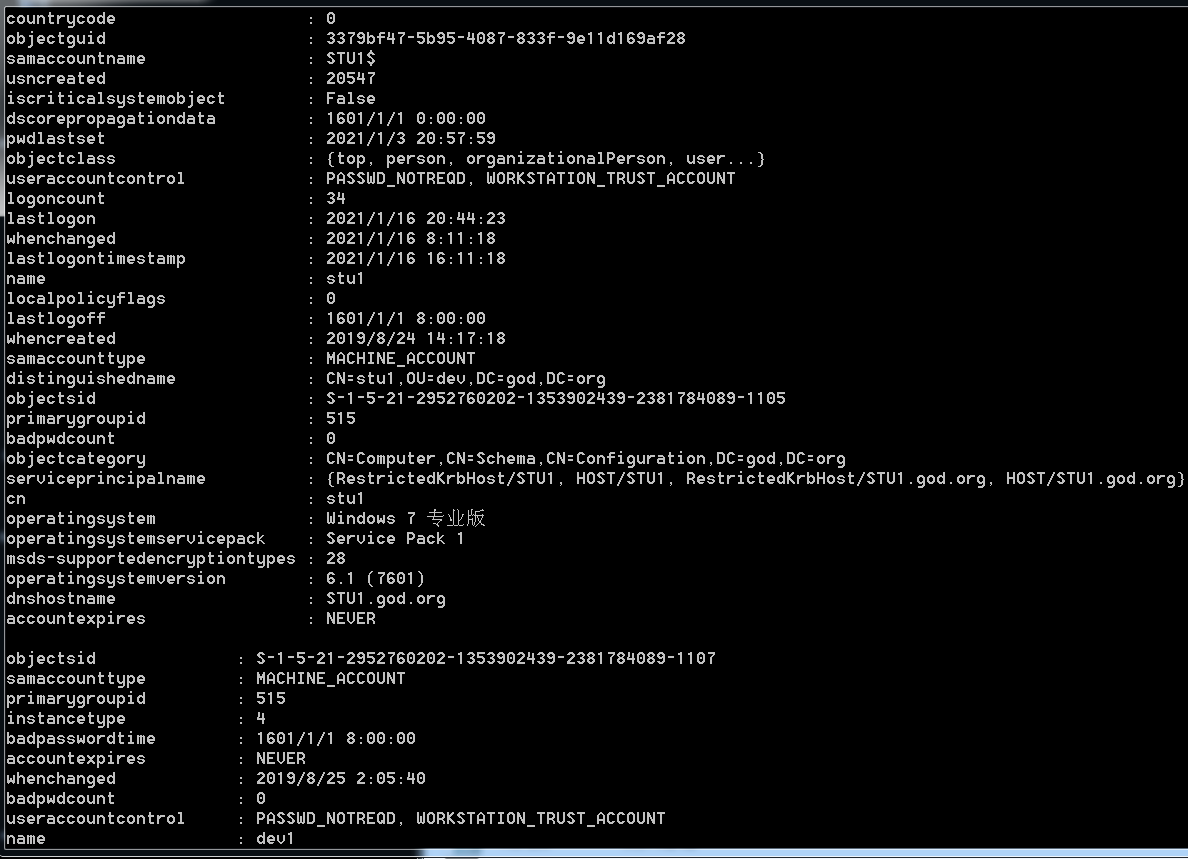 countrycode : 0
objectguid : 3379bf47-5b95-4087-833f-9e11d169af28
samaccountname : STU1$
usncreated : 20547
iscriticalsystemobject : False
dscorepropagationdata : 1601/1/1 0:00:00
pwdlastset : 2021/1/3 20:57:59
objectclass : {top, person, organizationalPerson, user...}
useraccountcontrol : PASSWD_NOTREQD, WORKSTATION_TRUST_ACCOUNT
logoncount : 34
lastlogon : 2021/1/16 20:44:23
whenchanged : 2021/1/16 8:11:18
lastlogontimestamp : 2021/1/16 16:11:18
name : stu1
localpolicyflags : 0
lastlogoff : 1601/1/1 8:00:00
whencreated : 2019/8/24 14:17:18
samaccounttype : MACHINE_ACCOUNT
distinguishedname : CN=stu1,OU=dev,DC=god,DC=org
objectsid : S-1-5-21-2952760202-1353902439-2381784089-1105
primarygroupid : 515
badpwdcount : 0
objectcategory : CN=Computer,CN=Schema,CN=Configuration,DC=god,DC=org
serviceprincipalname : {RestrictedKrbHost/STU1, HOST/STU1, RestrictedKrbHost/STU1.god.org, HOST/STU1.god.org}
cn : stu1
operatingsystem : Windows 7 专业版
operatingsystemservicepack : Service Pack 1
msds-supportedencryptiontypes : 28
operatingsystemversion : 6.1 (7601)
dnshostname : STU1.god.org
accountexpires : NEVER
objectsid : S-1-5-21-2952760202-1353902439-2381784089-1107
samaccounttype : MACHINE_ACCOUNT
primarygroupid : 515
instancetype : 4
badpasswordtime : 1601/1/1 8:00:00
accountexpires : NEVER
whenchanged : 2019/8/25 2:05:40
badpwdcount : 0
useraccountcontrol : PASSWD_NOTREQD, WORKSTATION_TRUST_ACCOUNT
name : dev1